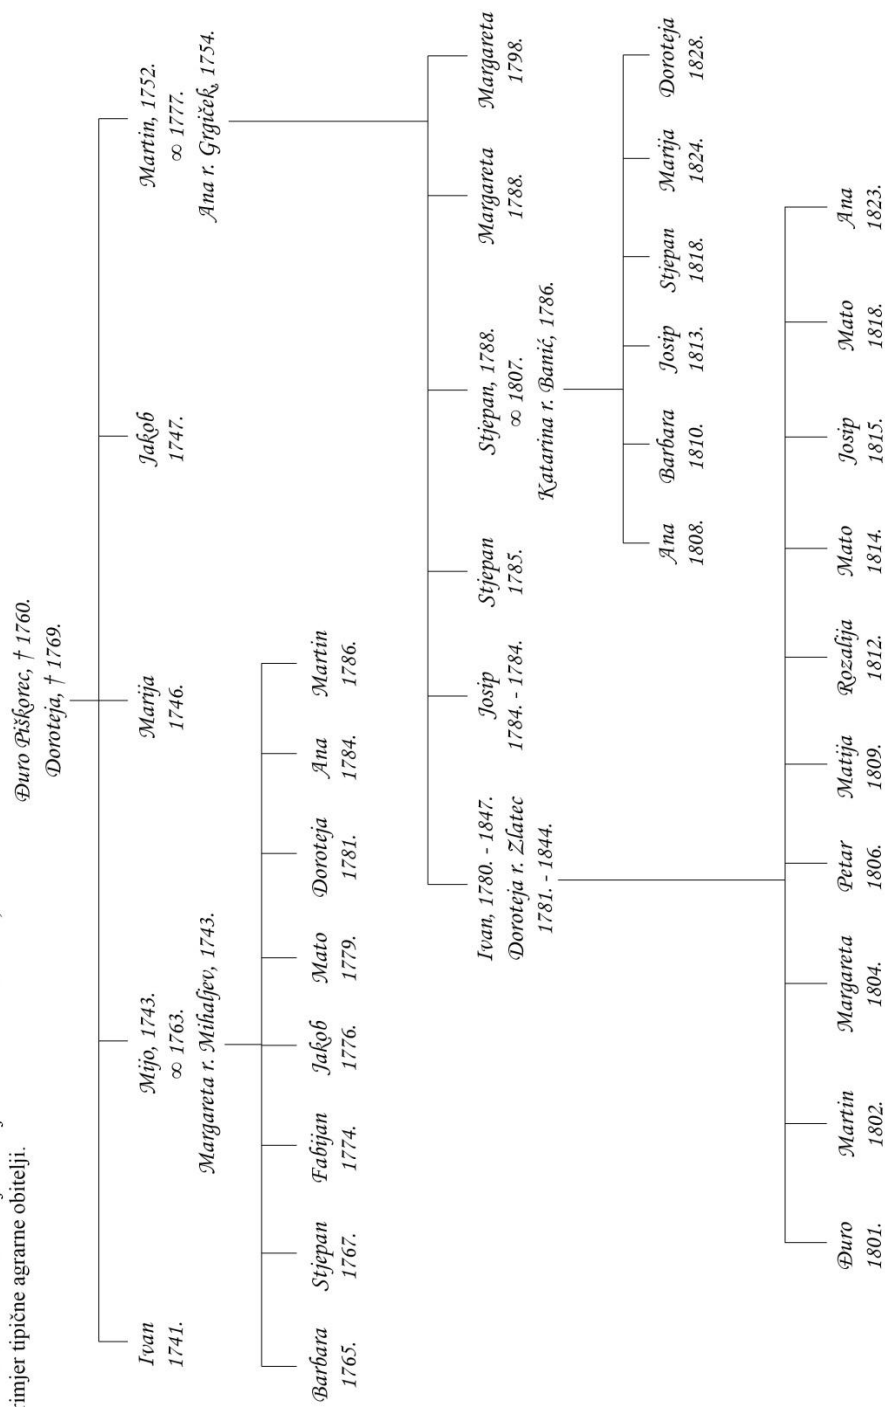 imjer tipične agrarne obitelji.
Đuro Piškorec, † 1760.
Doroteja, † 1769.
Ivan
1741.
Mijo, 1743.
∞ 1763.
Margareta r. Mihaljev, 1743.
Marija
1746.
Jakob
1747.
Martin, 1752.
∞ 1777.
Ana r. Grgiček, 1754.
Barbara
1765.
Stjepan
1767.
Fabijan
1774.
Jakob
1776.
Mato
1779.
Doroteja
1781.
Ana
1784.
Martin
1786.
Ivan, 1780. - 1847.
Doroteja r. Zlatec
1781. - 1844.
Josip
1784. - 1784.
Stjepan
1785.
Stjepan, 1788.
∞ 1807.
Katarina r. Banić, 1786.
Margareta
1788.
Margareta
1798.
Ana
1808.
Barbara
1810.
Josip
1813.
Stjepan
1818.
Marija
1824.
Doroteja
1828.
Đuro
1801.
Martin
1802.
Margareta
1804.
Petar
1806.
Matija
1809.
Rozalija
1812.
Mato
1814.
Josip
1815.
Mato
1818.
Ana
1823.